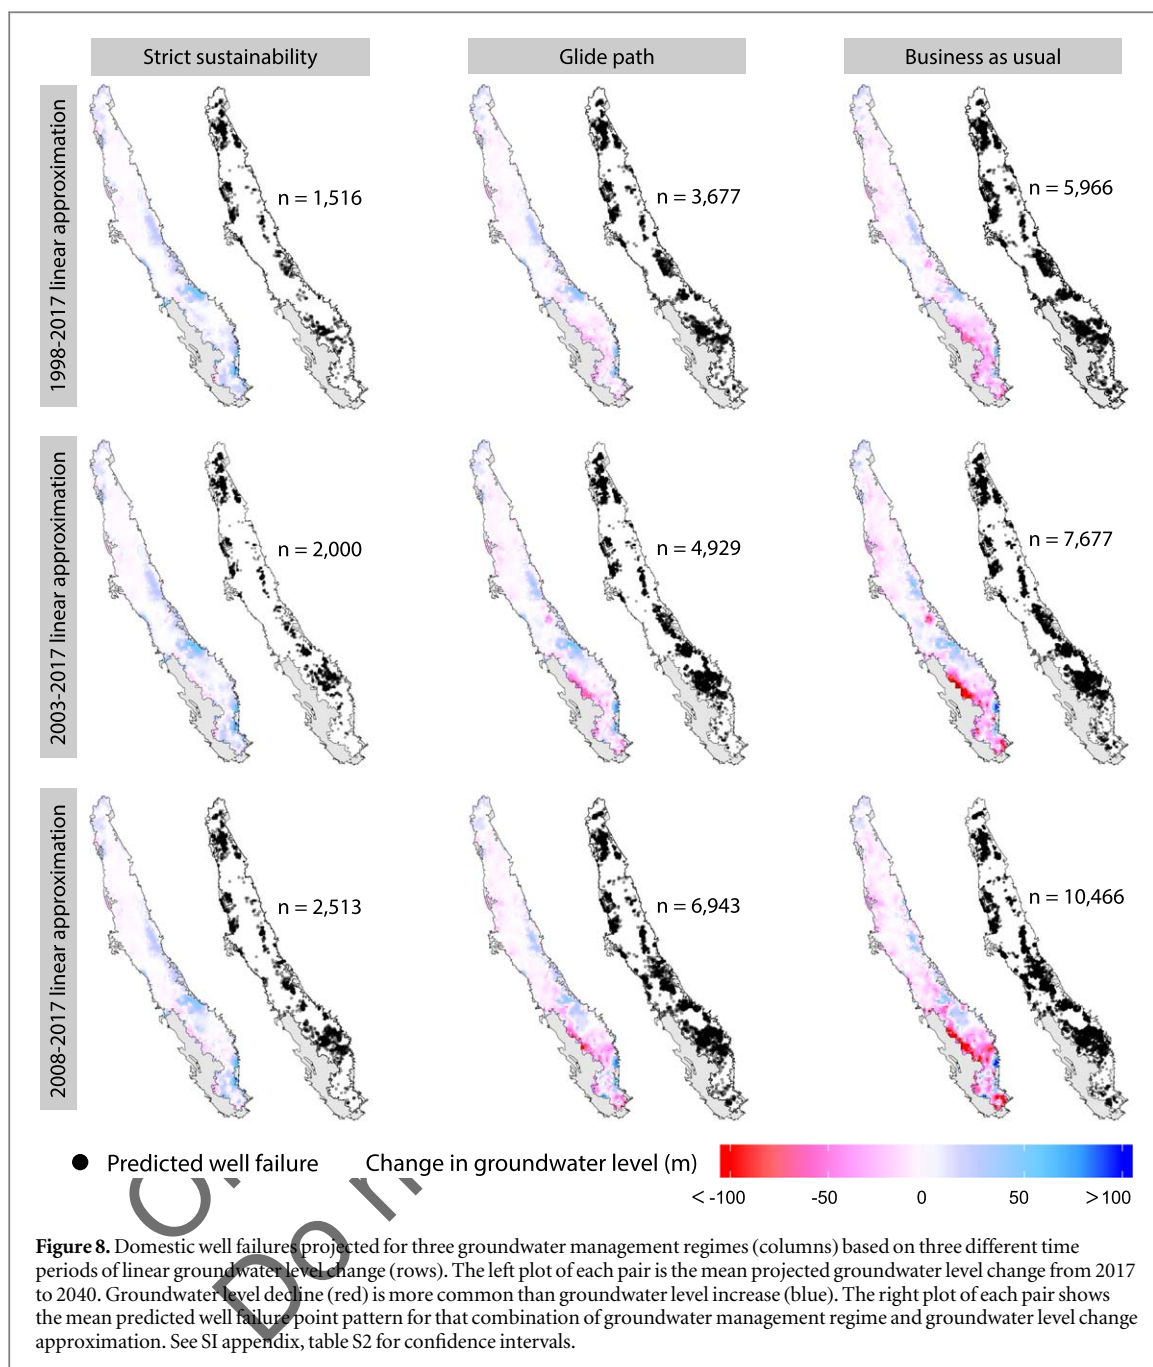 Strict sustainability
Glide path
Business as usual
1998-2017 linear approximation
n = 1,516
n = 3,677
n = 5,966
2003-2017 linear approximation
n = 2,000
n = 4,929
n = 7,677
2008-2017 linear approximation
n = 2,513
n = 6,943
n = 10,466
Predicted well failure
Change in groundwater level (m)
< -100 -50 0 50 >100
Figure 8. Domestic well failures projected for three groundwater management regimes (columns) based on three different time
periods of linear groundwater level change (rows). The left plot of each pair is the mean projected groundwater level change from 2017
to 2040. Groundwater level decline (red) is more common than groundwater level increase (blue). The right plot of each pair shows
the mean predicted well failure point pattern for that combination of groundwater management regime and groundwater level change
approximation. See SI appendix, table S2 for confidence intervals.
Do